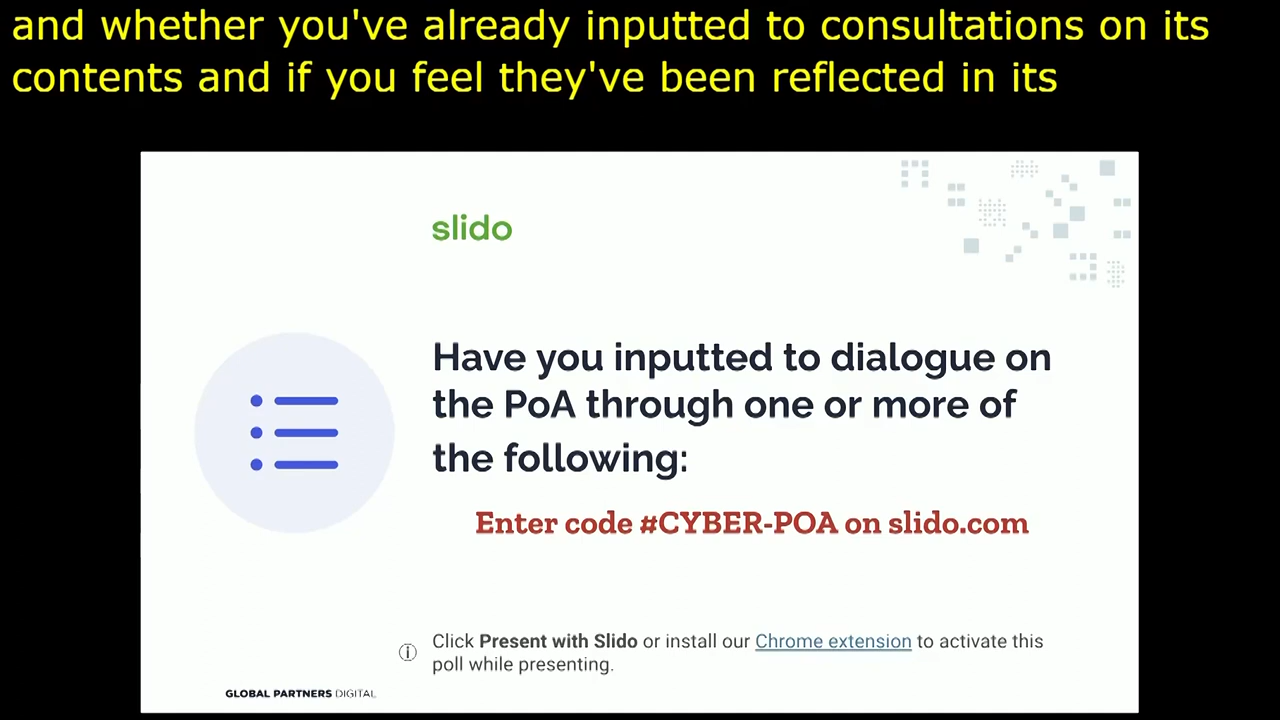 and whether you've already inputted to consultations on its
contents and if you feel they've been reflected in its
slido
Have you inputted to dialogue on
the PoA through one or more of
the following:
Enter code #CYBER-POA on slido.com
Click Present with Slido or install our Chrome extension to activate this
poll while presenting.
GLOBAL PARTNERS DIGITAL